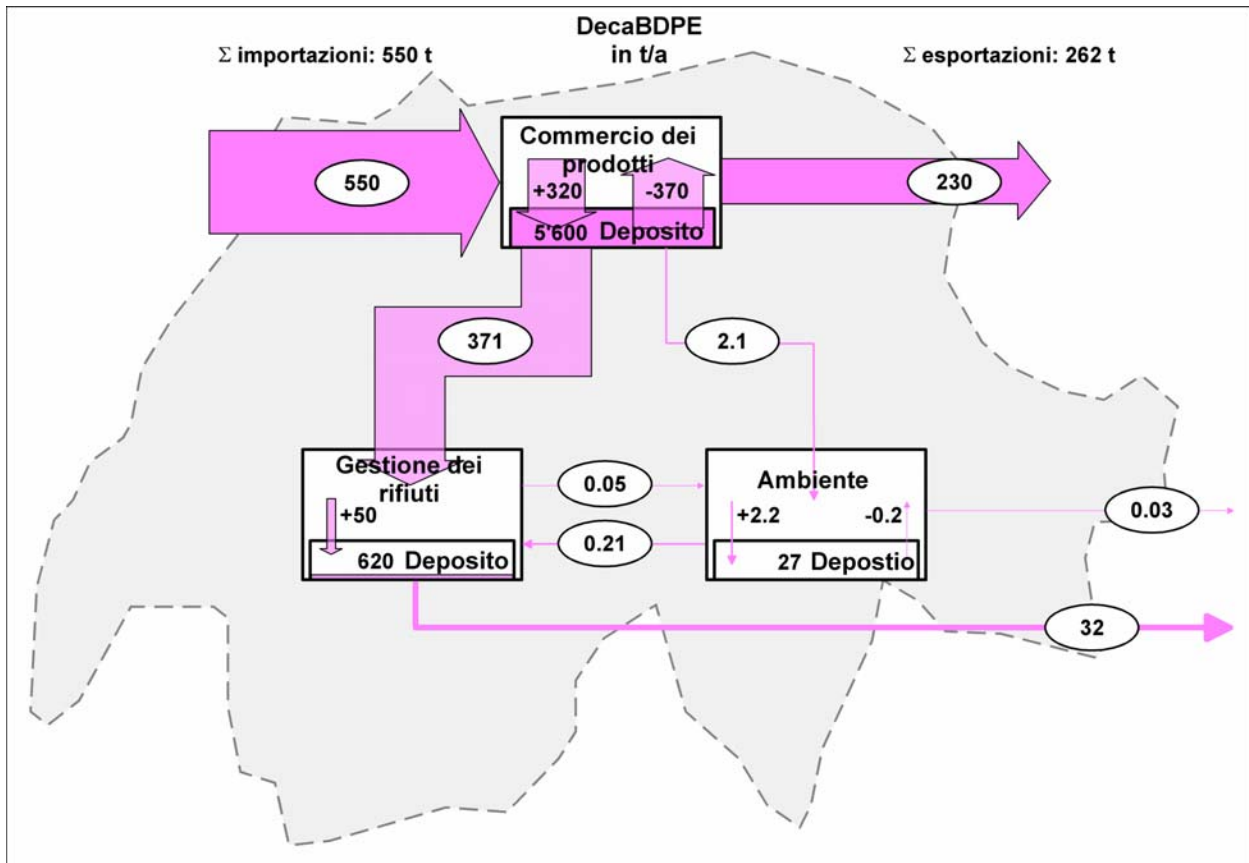 DecaBDPE
in t/a
Σ importazioni: 550 t
Σ esportazioni: 262 t
Commercio dei
prodotti
550
+320
-370
230
5'600 Deposito
371
2.1
Gestione dei
rifiuti
+50
620 Deposito
0.05
0.21
Ambiente
+2.2
-0.2
27 Depostio
0.03
32